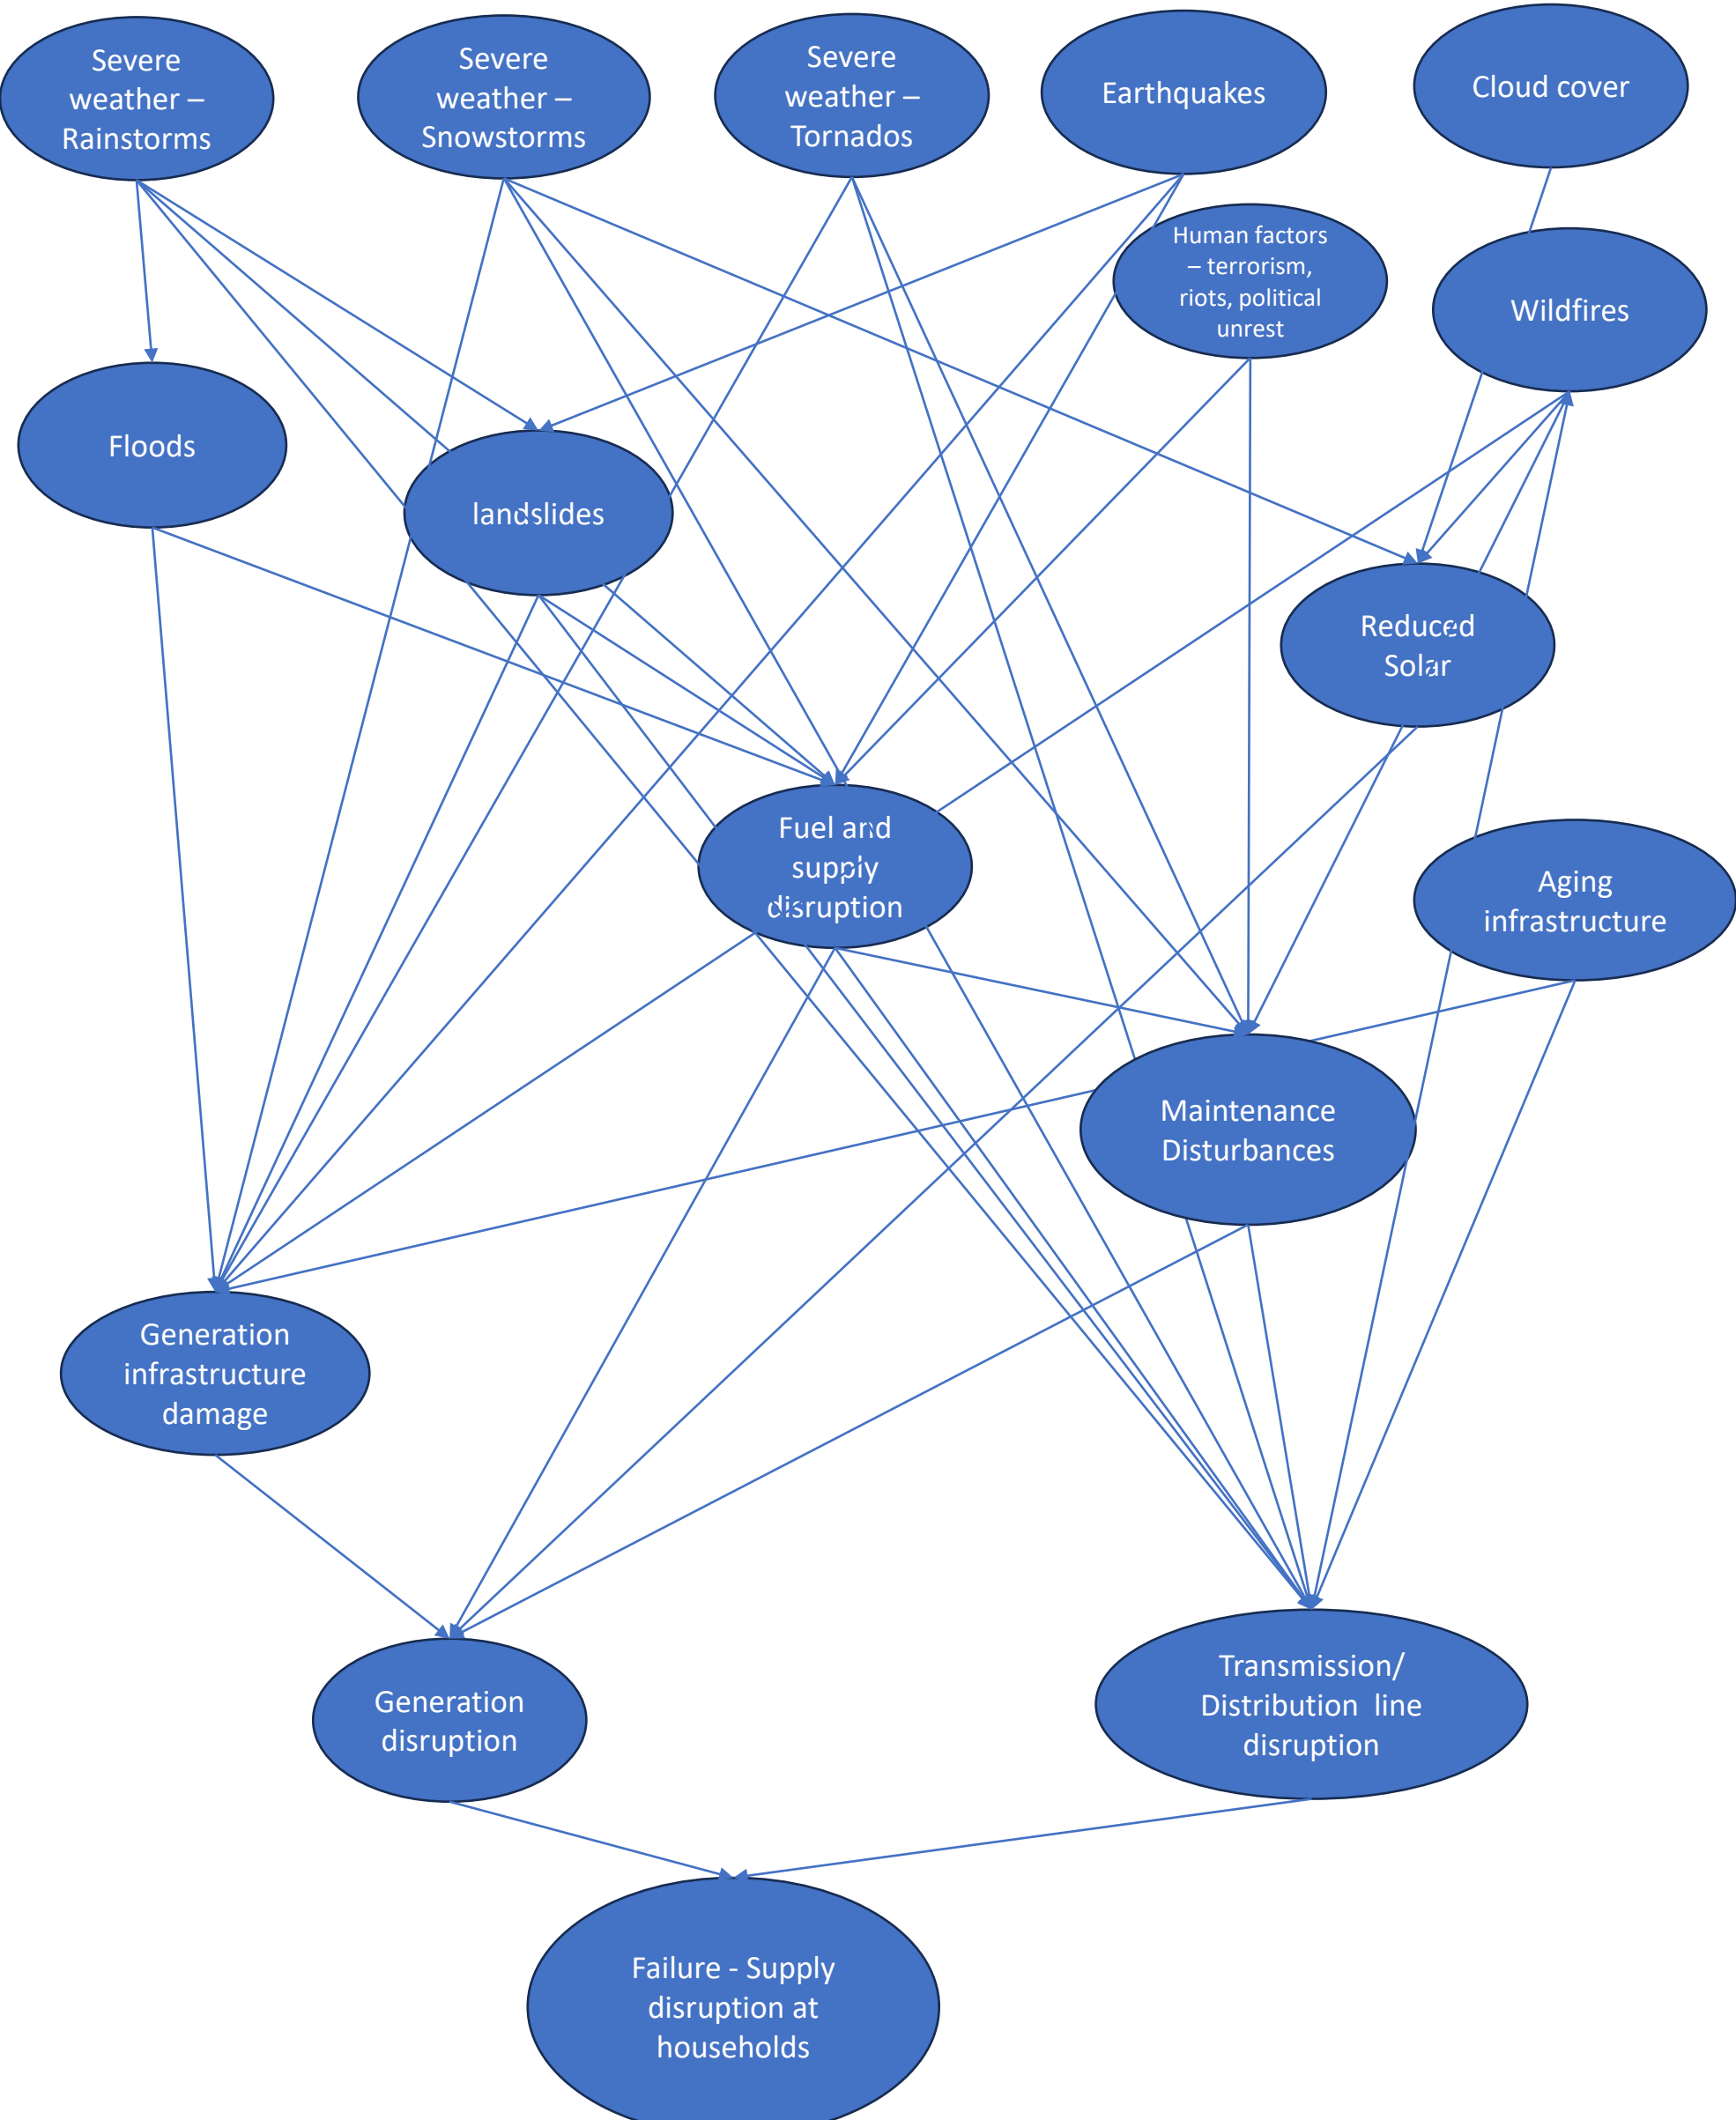 Severe
weather –
Rainstorms
Severe
weather –
Snowstorms
Severe
weather –
Tornados
Earthquakes
Cloud cover
Human factors
– terrorism,
riots, political
unrest
Wildfires
Floods
landslides
Reduced
Solar
Fuel and
supply
disruption
Aging
infrastructure
Maintenance
Disturbances
Generation
infrastructure
damage
Generation
disruption
Transmission/
Distribution  line
disruption
Failure - Supply
disruption at
households